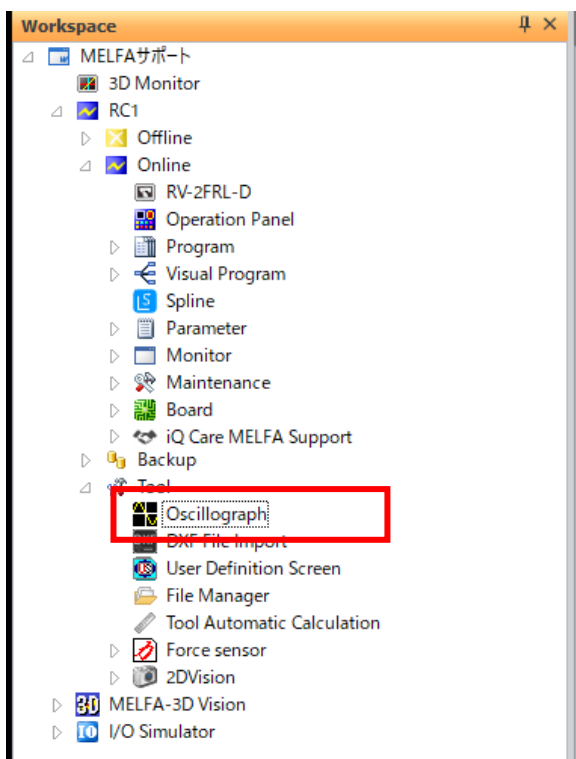 Workspace
MELFAサポート
3D Monitor
RC1
Offline
Online
RV-2FRL-D
Operation Panel
Program
Visual Program
Spline
Parameter
Monitor
Maintenance
Board
iQ Care MELFA Support
Backup
Tool
Oscillograph
DXF File Import
User Definition Screen
File Manager
Tool Automatic Calculation
Force sensor
2DVision
MELFA-3D Vision
I/O Simulator